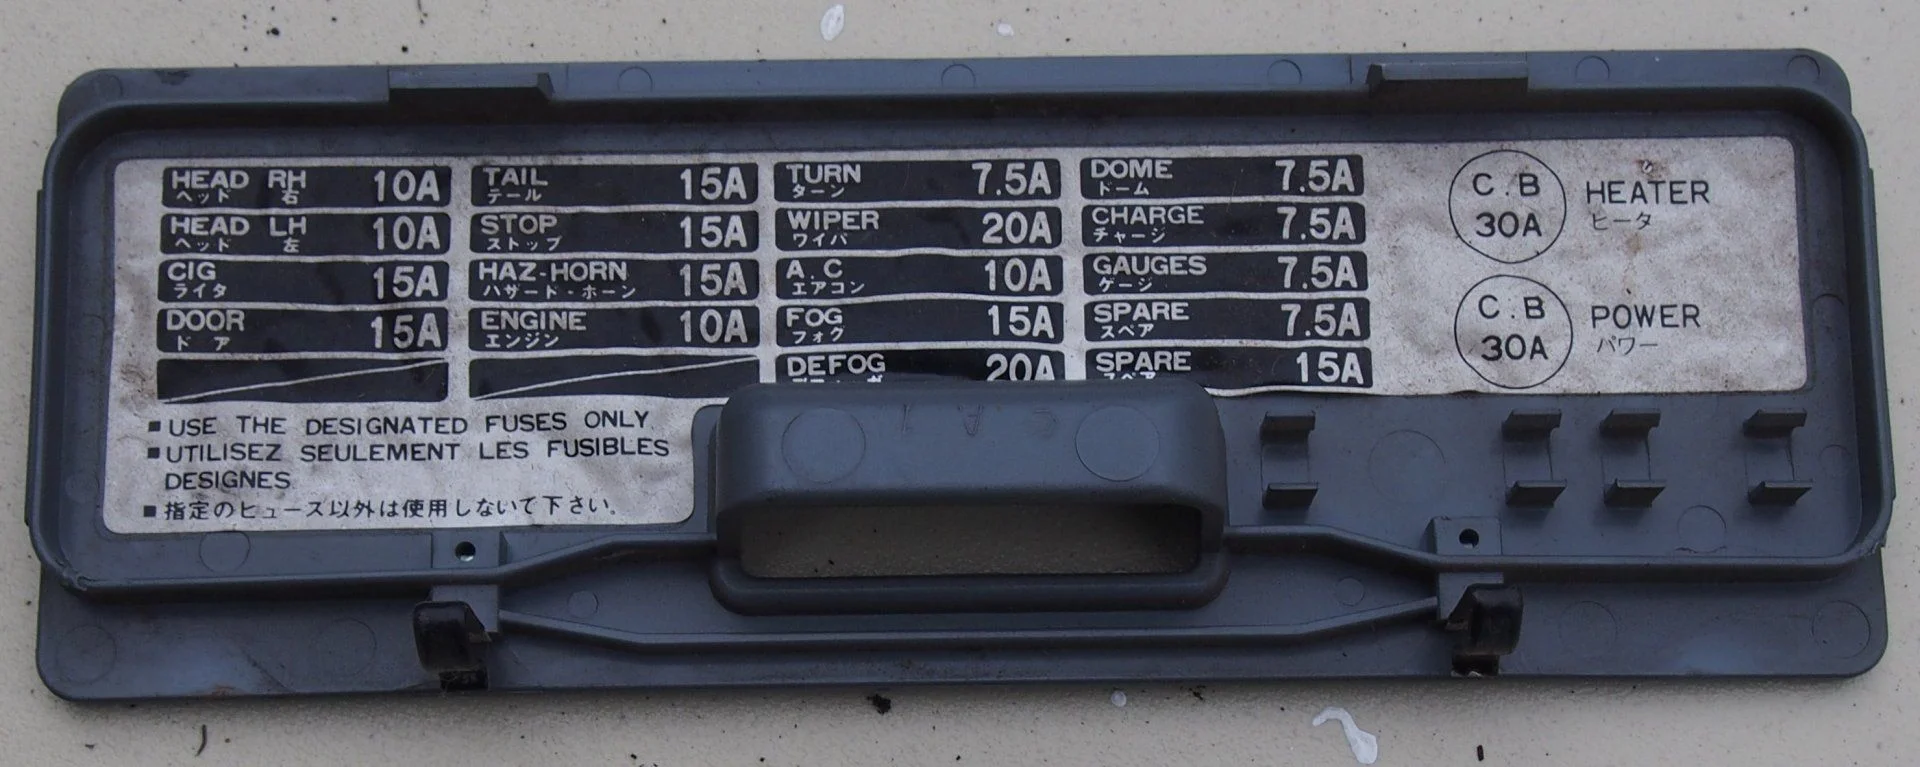 HEAD RH 10A
ヘッド 右
HEAD LH 10A
ヘッド 左
CIG 15A
ライタ
DOOR 15A
ドア
TAIL 15A
テール
STOP 15A
ストップ
HAZ-HORN 15A
ハザード・ホーン
ENGINE 10A
エンジン
TURN 7.5A
ターン
WIPER 20A
ワイパ
A.C 10A
エアコン
FOG 15A
フォグ
DEFOG 20A
DOME 7.5A
ドーム
CHARGE 7.5A
チャージ
GAUGES 7.5A
ゲージ
SPARE 7.5A
スペア
SPARE 15A
スペア
C.B 30A HEATER
ヒータ
C.B 30A POWER
パワー
■ USE THE DESIGNATED FUSES ONLY
■ UTILISEZ SEULEMENT LES FUSIBLES
DESIGNES
■ 指定のヒューズ以外は使用しないで下さい。